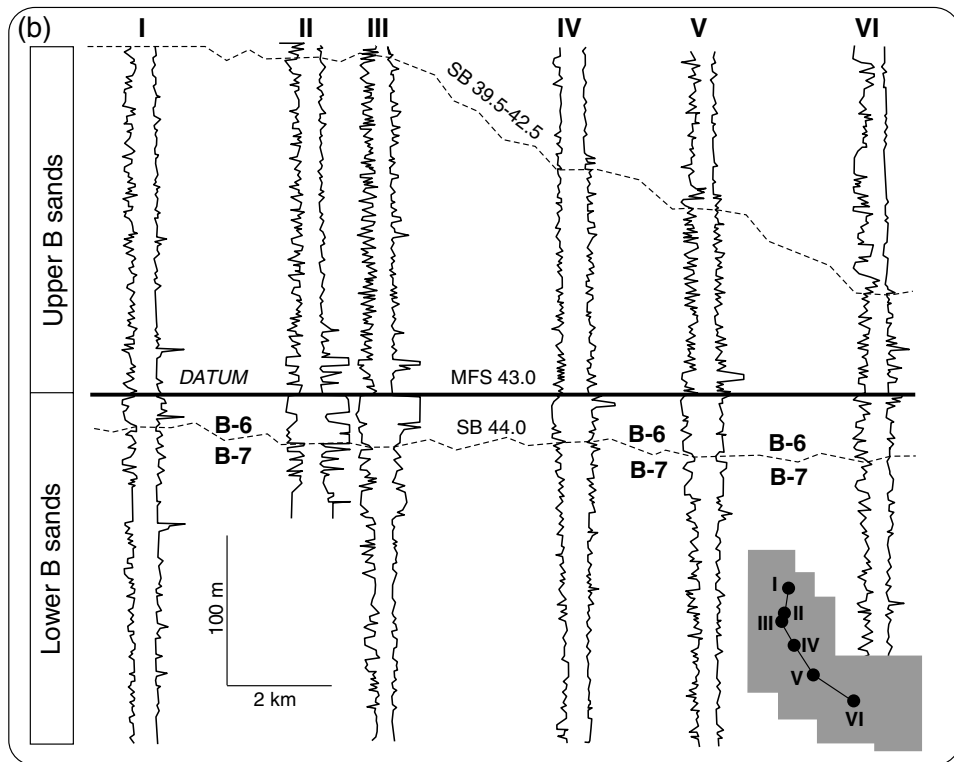 (b)
I II III IV V VI
Upper B sands
SB 39.5-42.5
DATUM MFS 43.0
Lower B sands
B-6 SB 44.0 B-6 B-6
B-7 B-7 B-7
100 m
2 km
I
II
III
IV
V
VI